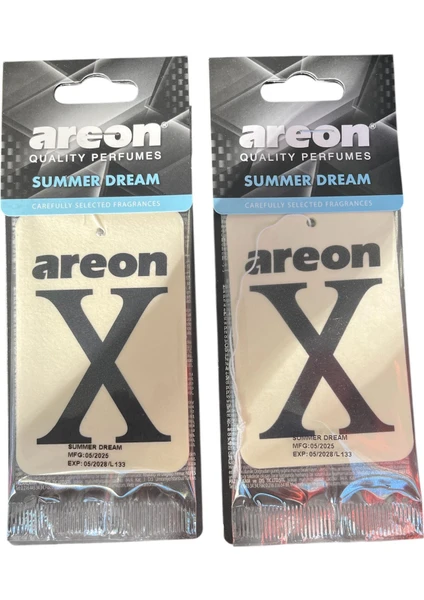 areon®
QUALITY PERFUMES
SUMMER DREAM
CAREFULLY SELECTED FRAGRANCES
areon
X
SUMMER DREAM
MFG:05/2025
EXP: 05/2028/L133
areon®
QUALITY PERFUMES
SUMMER DREAM
CAREFULLY SELECTED FRAGRANCES
areon
X
SUMMER DREAM
MFG:05/2025
EXP: 05/2028/L133